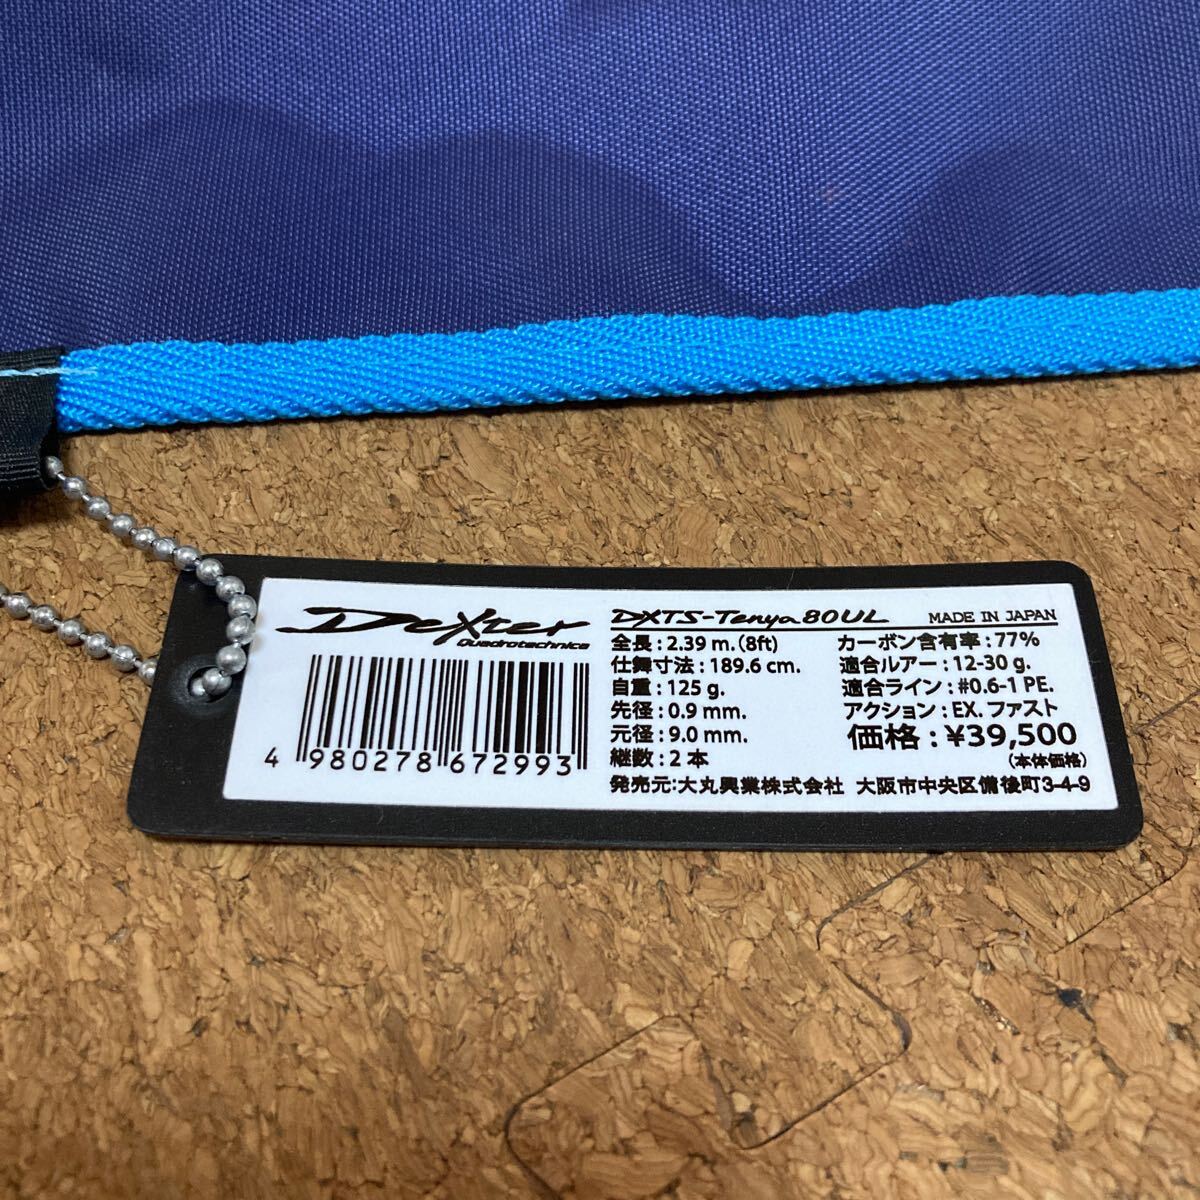 Dexter
Quadrotechnica
4 980278 672993
DXTS-Tenya 80UL MADE IN JAPAN
全長 : 2.39 m. (8ft) カーボン含有率 : 77%
仕舞寸法 : 189.6 cm. 適合ルアー : 12-30 g.
自重 : 125 g. 適合ライン : #0.6-1 PE.
先径 : 0.9 mm. アクション : EX. ファスト
元径 : 9.0 mm. 価格 : ¥39,500
継数 : 2 本 (本体価格)
発売元:大丸興業株式会社 大阪市中央区備後町3-4-9